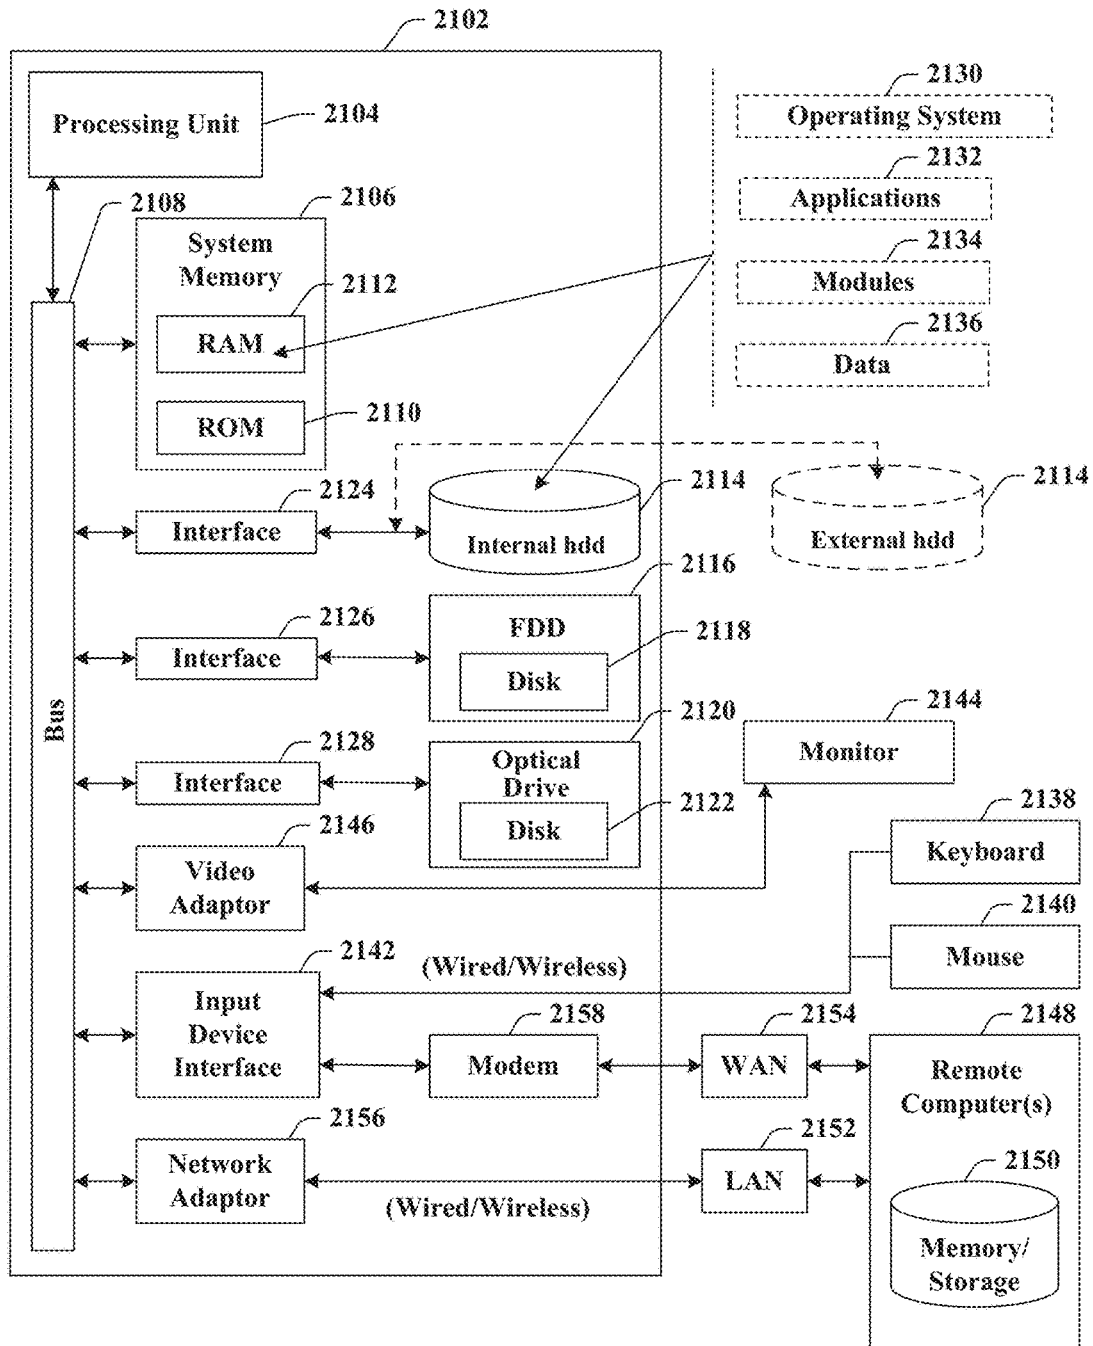 2102
Processing Unit
2104
2130
Operating System
2132
Applications
2134
Modules
2136
Data
2108
Bus
2106
System
Memory
2112
RAM
2110
ROM
2124
Interface
2114
Internal hdd
2114
External hdd
2116
FDD
2126
Interface
2118
Disk
2120
Optical
Drive
2128
Interface
2122
Disk
2144
Monitor
2146
Video
Adaptor
2138
Keyboard
2140
Mouse
2142
Input
Device
Interface
(Wired/Wireless)
2158
Modem
2154
WAN
2148
Remote
Computer(s)
2156
Network
Adaptor
(Wired/Wireless)
2152
LAN
2150
Memory/
Storage